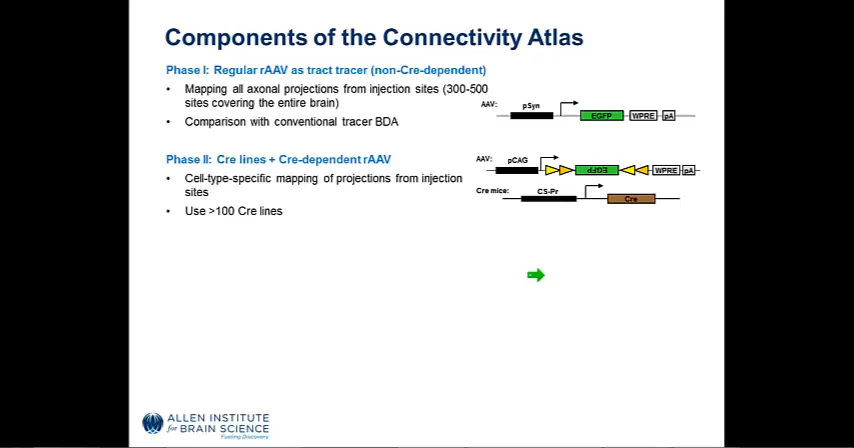 Components of the Connectivity Atlas
Phase I: Regular rAAV as tract tracer (non-Cre-dependent)
• Mapping all axonal projections from injection sites (300-500
sites covering the entire brain)
• Comparison with conventional tracer BDA
AAV: pSyn
EGFP WPRE pA
Phase II: Cre lines + Cre-dependent rAAV
• Cell-type-specific mapping of projections from injection
sites
• Use >100 Cre lines
AAV: pCAG
EGFP WPRE pA
Cre mice: CS-Pr
Cre
ALLEN INSTITUTE
for BRAIN SCIENCE
Fueling Discovery